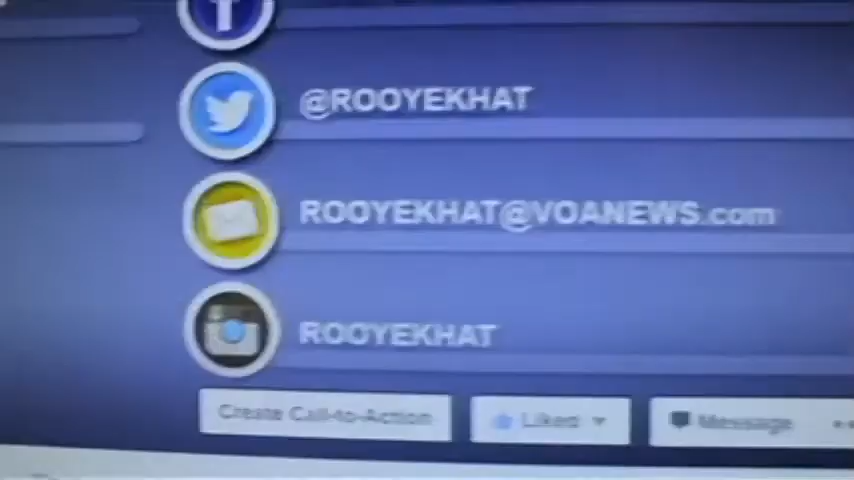 @ROOYEKHAT
ROOYEKHAT@VOANEWS.com
ROOYEKHAT
Create Call-to-Action
Liked
Message